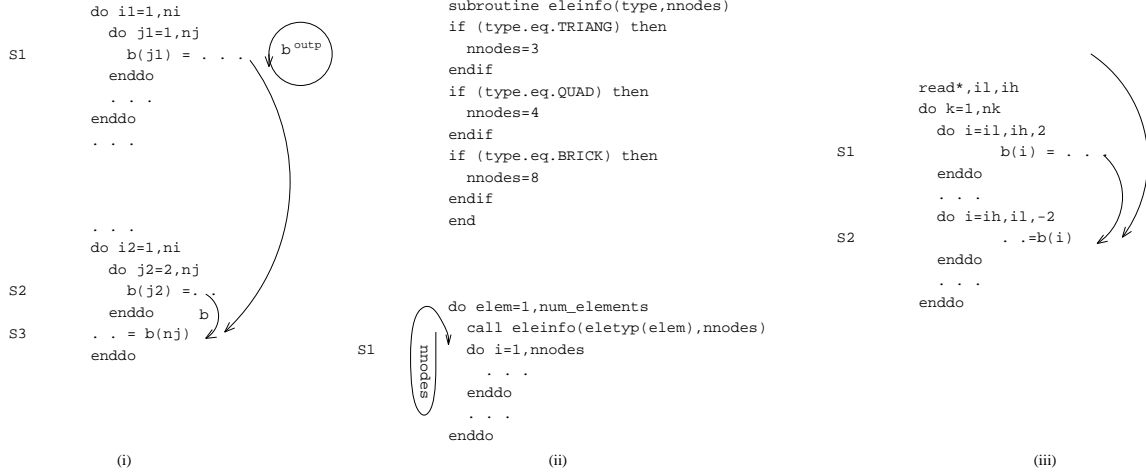 do i1=1,ni
do j1=1,nj
S1 b(j1) = . . .
b outp
enddo
. . .
enddo
. . .
. . .
do i2=1,ni
do j2=2,nj
S2 b(j2) =. .
enddo b
S3 . . = b(nj)
enddo
(i)
subroutine eleinfo(type,nnodes)
if (type.eq.TRIANG) then
nnodes=3
endif
if (type.eq.QUAD) then
nnodes=4
endif
if (type.eq.BRICK) then
nnodes=8
endif
end
do elem=1,num_elements
call eleinfo(eletyp(elem),nnodes)
S1 do i=1,nnodes
nnodes
. . .
enddo
. . .
enddo
(ii)
read*,il,ih
do k=1,nk
do i=il,ih,2
S1 b(i) = . . .
enddo
. . .
do i=ih,il,-2
S2 . .=b(i)
enddo
. . .
enddo
(iii)